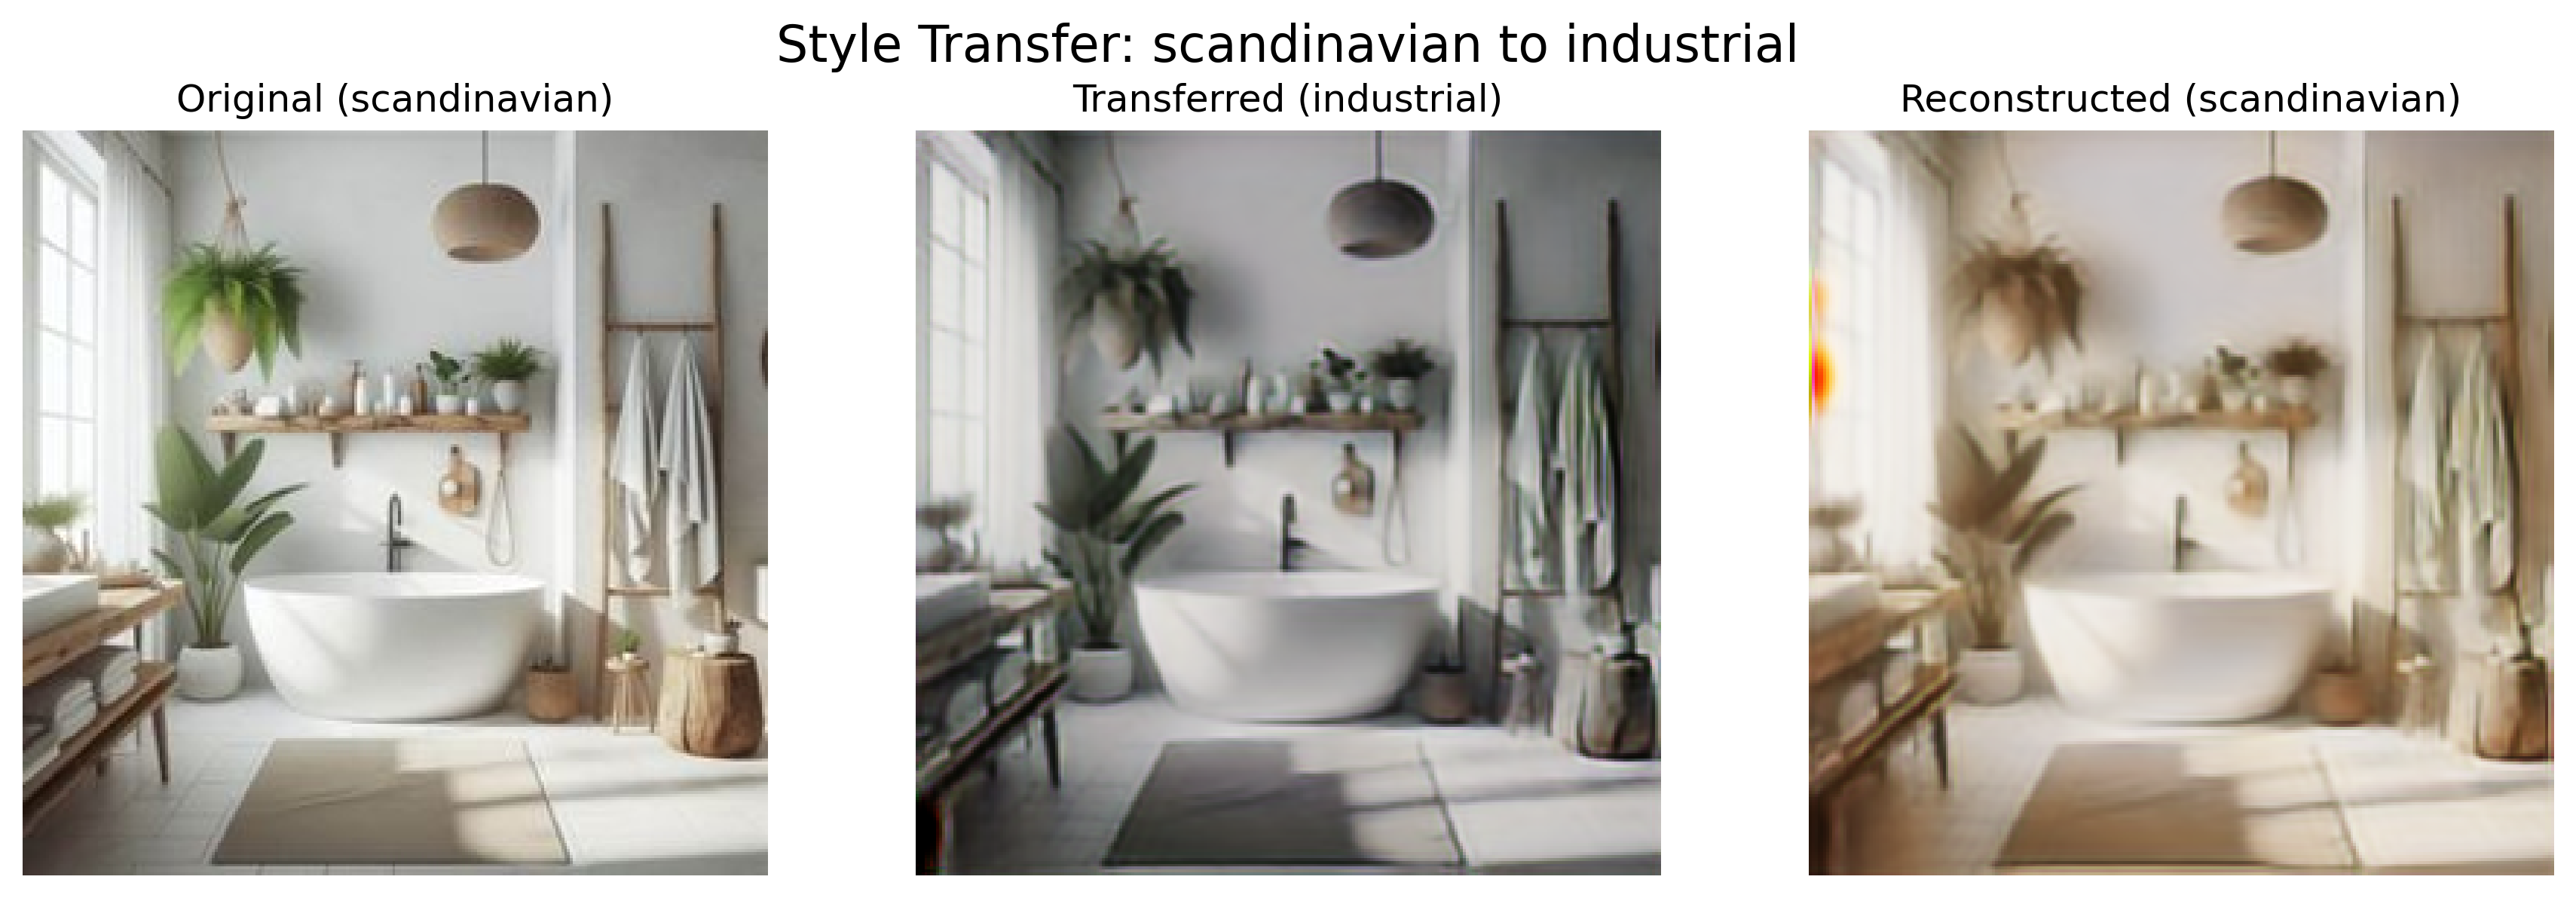 Style Transfer: scandinavian to industrial
Original (scandinavian)
Transferred (industrial)
Reconstructed (scandinavian)